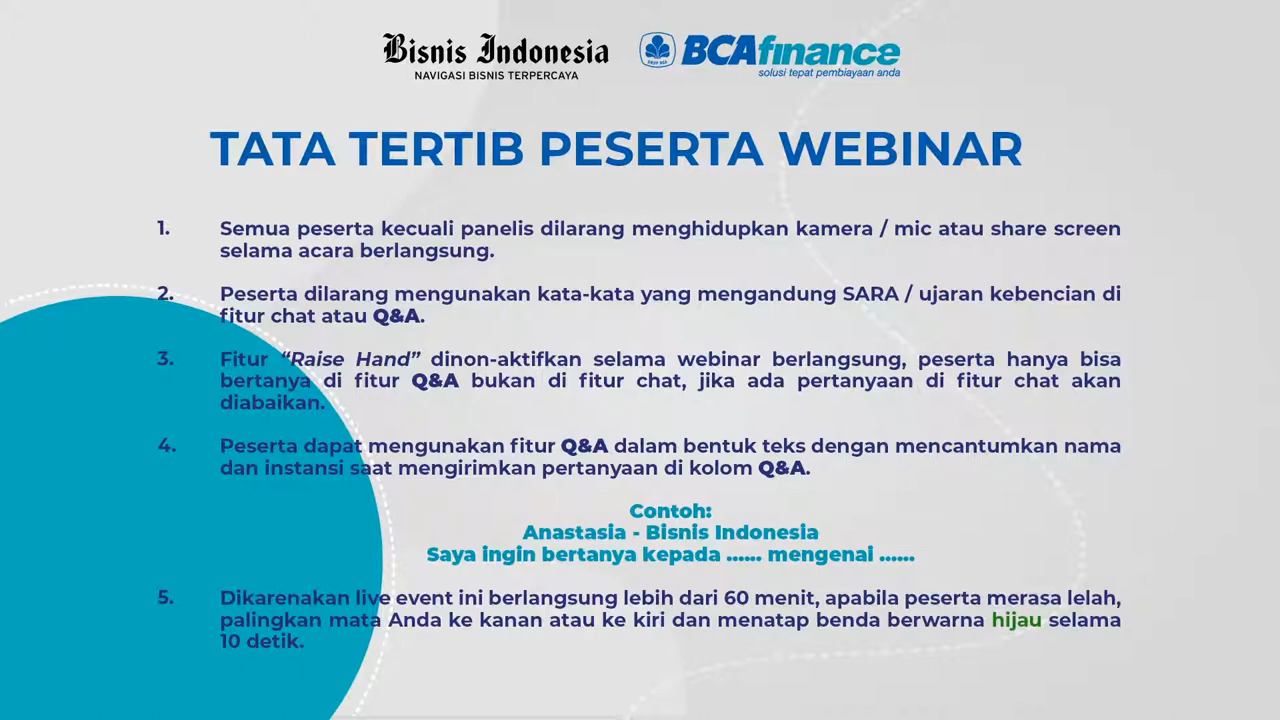 Bisnis Indonesia
NAVIGASI BISNIS TERPERCAYA
BCAfinance
solusi tepat pembiayaan anda
TATA TERTIB PESERTA WEBINAR
1. Semua peserta kecuali panelis dilarang menghidupkan kamera / mic atau share screen
selama acara berlangsung.
2. Peserta dilarang mengunakan kata-kata yang mengandung SARA / ujaran kebencian di
fitur chat atau Q&A.
3. Fitur “Raise Hand” dinon-aktifkan selama webinar berlangsung, peserta hanya bisa
bertanya di fitur Q&A bukan di fitur chat, jika ada pertanyaan di fitur chat akan
diabaikan.
4. Peserta dapat mengunakan fitur Q&A dalam bentuk teks dengan mencantumkan nama
dan instansi saat mengirimkan pertanyaan di kolom Q&A.
Contoh:
Anastasia - Bisnis Indonesia
Saya ingin bertanya kepada ...... mengenai ......
5. Dikarenakan live event ini berlangsung lebih dari 60 menit, apabila peserta merasa lelah,
palingkan mata Anda ke kanan atau ke kiri dan menatap benda berwarna hijau selama
10 detik.